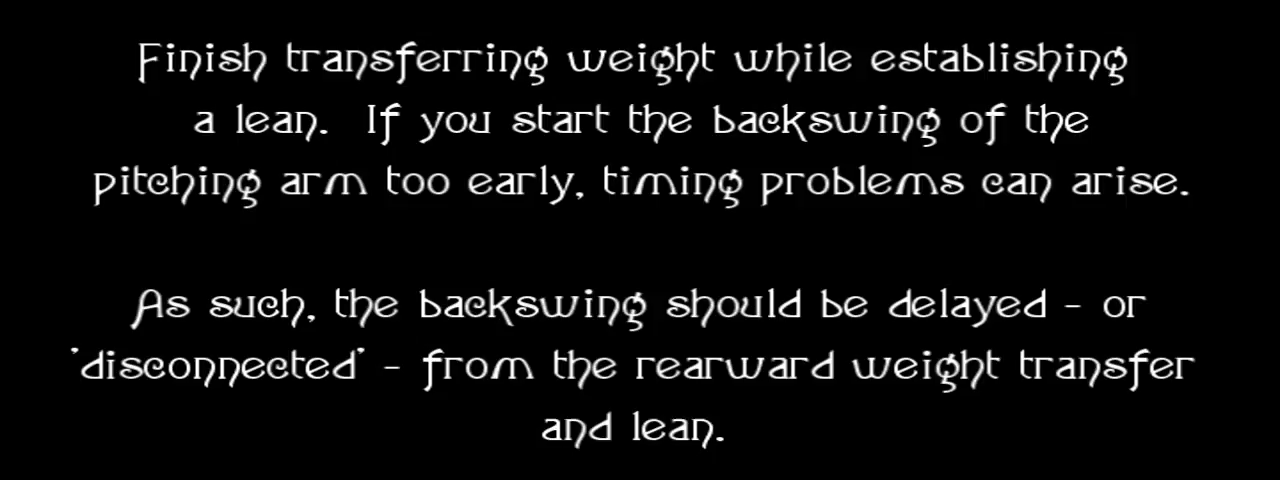 Finish transferring weight while establishing
a lean.  If you start the backswing of the
pitching arm too early, timing problems can arise.
As such, the backswing should be delayed - or
'disconnected' - from the rearward weight transfer
and lean.